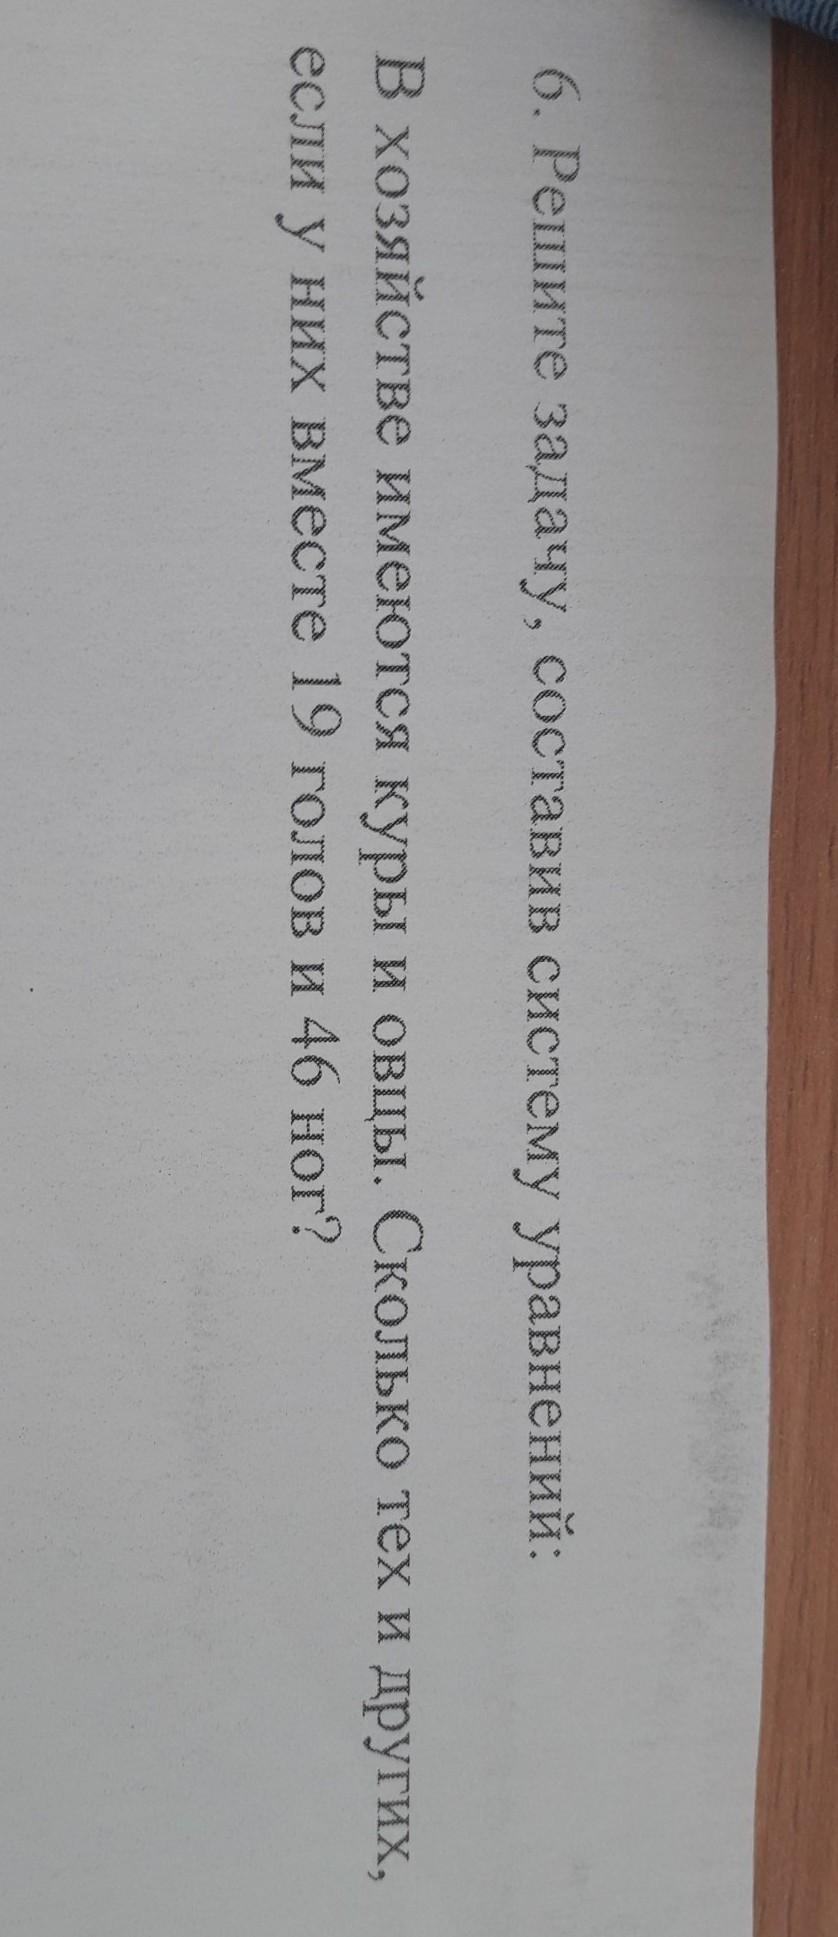 6. Решите задачу, составив систему уравнений:
В хозяйстве имеются куры и овцы. Сколько тех и других,
если у них вместе 19 голов и 46 ног?